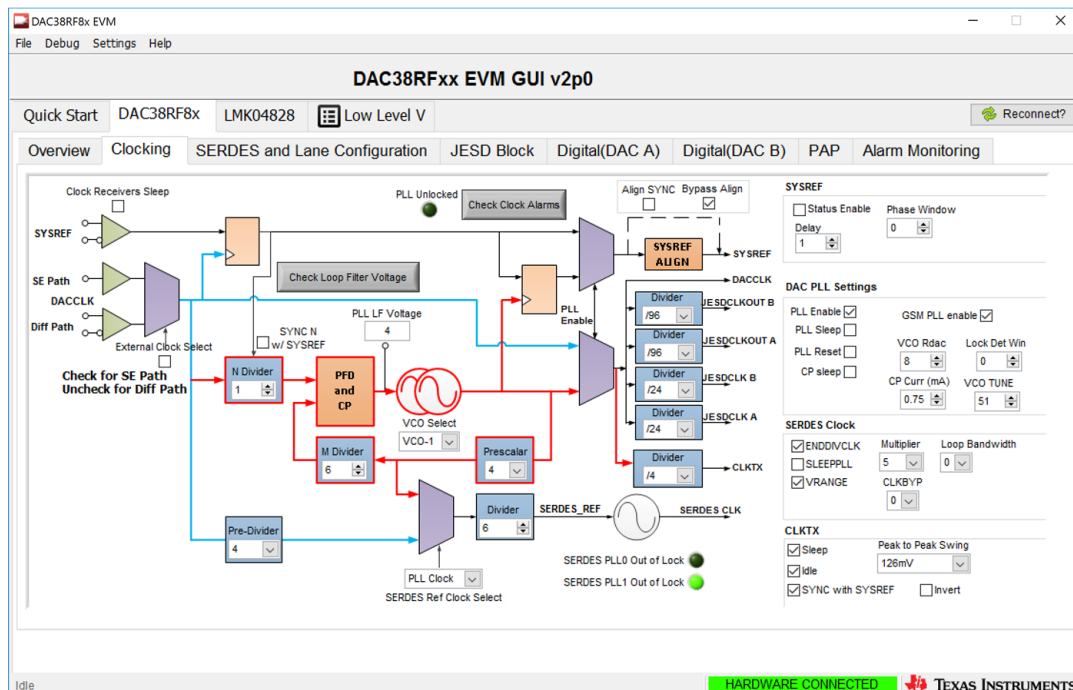 DAC38RF8x EVM
File Debug Settings Help
DAC38RFxx EVM GUI v2p0
Quick Start DAC38RF8x LMK04828 Low Level V Reconnect?
Overview Clocking SERDES and Lane Configuration JESD Block Digital(DAC A) Digital(DAC B) PAP Alarm Monitoring
Clock Receivers Sleep
SYSREF
SE Path
DACCLK
Diff Path
External Clock Select
Check for SE Path
Uncheck for Diff Path
PLL Unlocked
Check Clock Alarms
Check Loop Filter Voltage
SYNC N
w/ SYSREF
PLL LF Voltage
4
N Divider
1
PFD
and
CP
VCO Select
VCO-1
M Divider
6
Prescalar
4
Pre-Divider
4
PLL Clock
SERDES Ref Clock Select
Divider
6
SERDES_REF
SERDES CLK
SERDES PLL0 Out of Lock
SERDES PLL1 Out of Lock
Align SYNC Bypass Align
SYSREF
ALIGN
SYSREF
DACCLK
PLL
Enable
Divider
/96
JESDCLKOUT B
Divider
/96
JESDCLKOUT A
Divider
/24
JESDCLK B
Divider
/24
JESDCLK A
Divider
/4
CLKTX
SYSREF
Status Enable Phase Window
Delay 0
1
DAC PLL Settings
PLL Enable GSM PLL enable
PLL Sleep
PLL Reset VCO Rdac Lock Det Win
8 0
CP sleep
CP Curr (mA) VCO TUNE
0.75 51
SERDES Clock
ENDDIVCLK Multiplier Loop Bandwidth
SLEEPPLL 5 0
VRANGE CLKBYP
0
CLKTX
Sleep Peak to Peak Swing
Idle 126mV
SYNC with SYSREF Invert
Idle
HARDWARE CONNECTED
TEXAS INSTRUMENTS